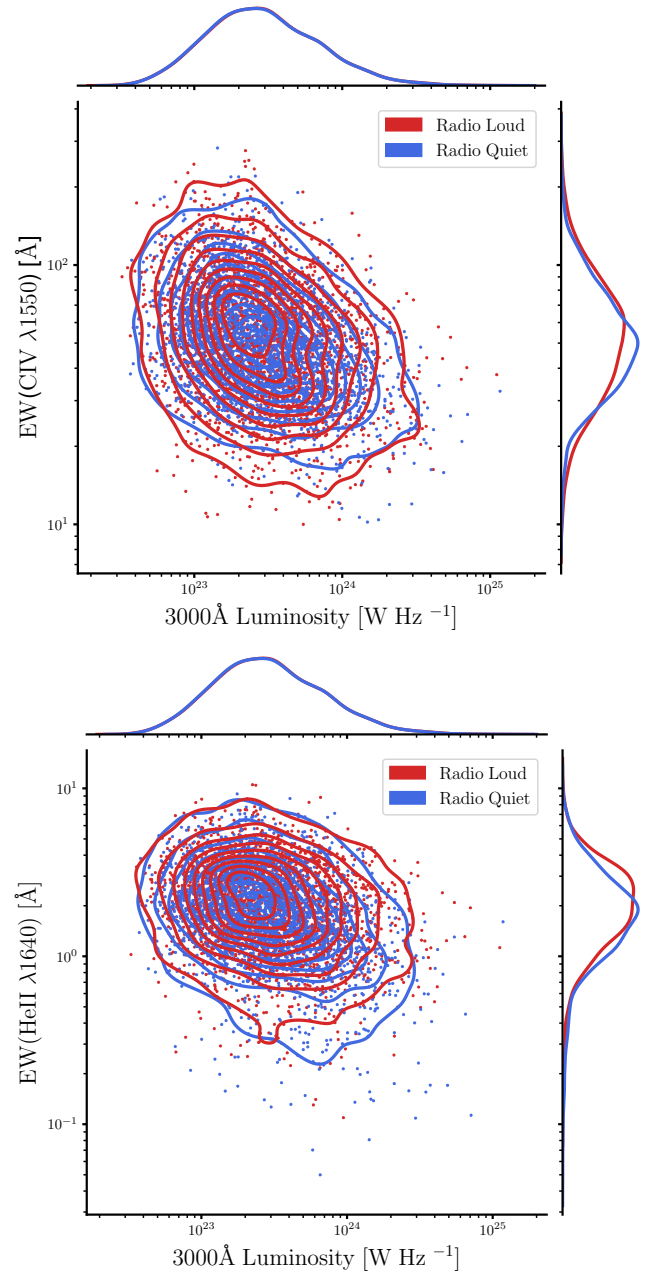 Radio Loud
Radio Quiet
10²
10¹
EW(CIV λ1550) [Å]
10²³ 10²⁴ 10²⁵
3000Å Luminosity [W Hz ⁻¹]
Radio Loud
Radio Quiet
10¹
10⁰
10⁻¹
EW(HeII λ1640) [Å]
10²³ 10²⁴ 10²⁵
3000Å Luminosity [W Hz ⁻¹]